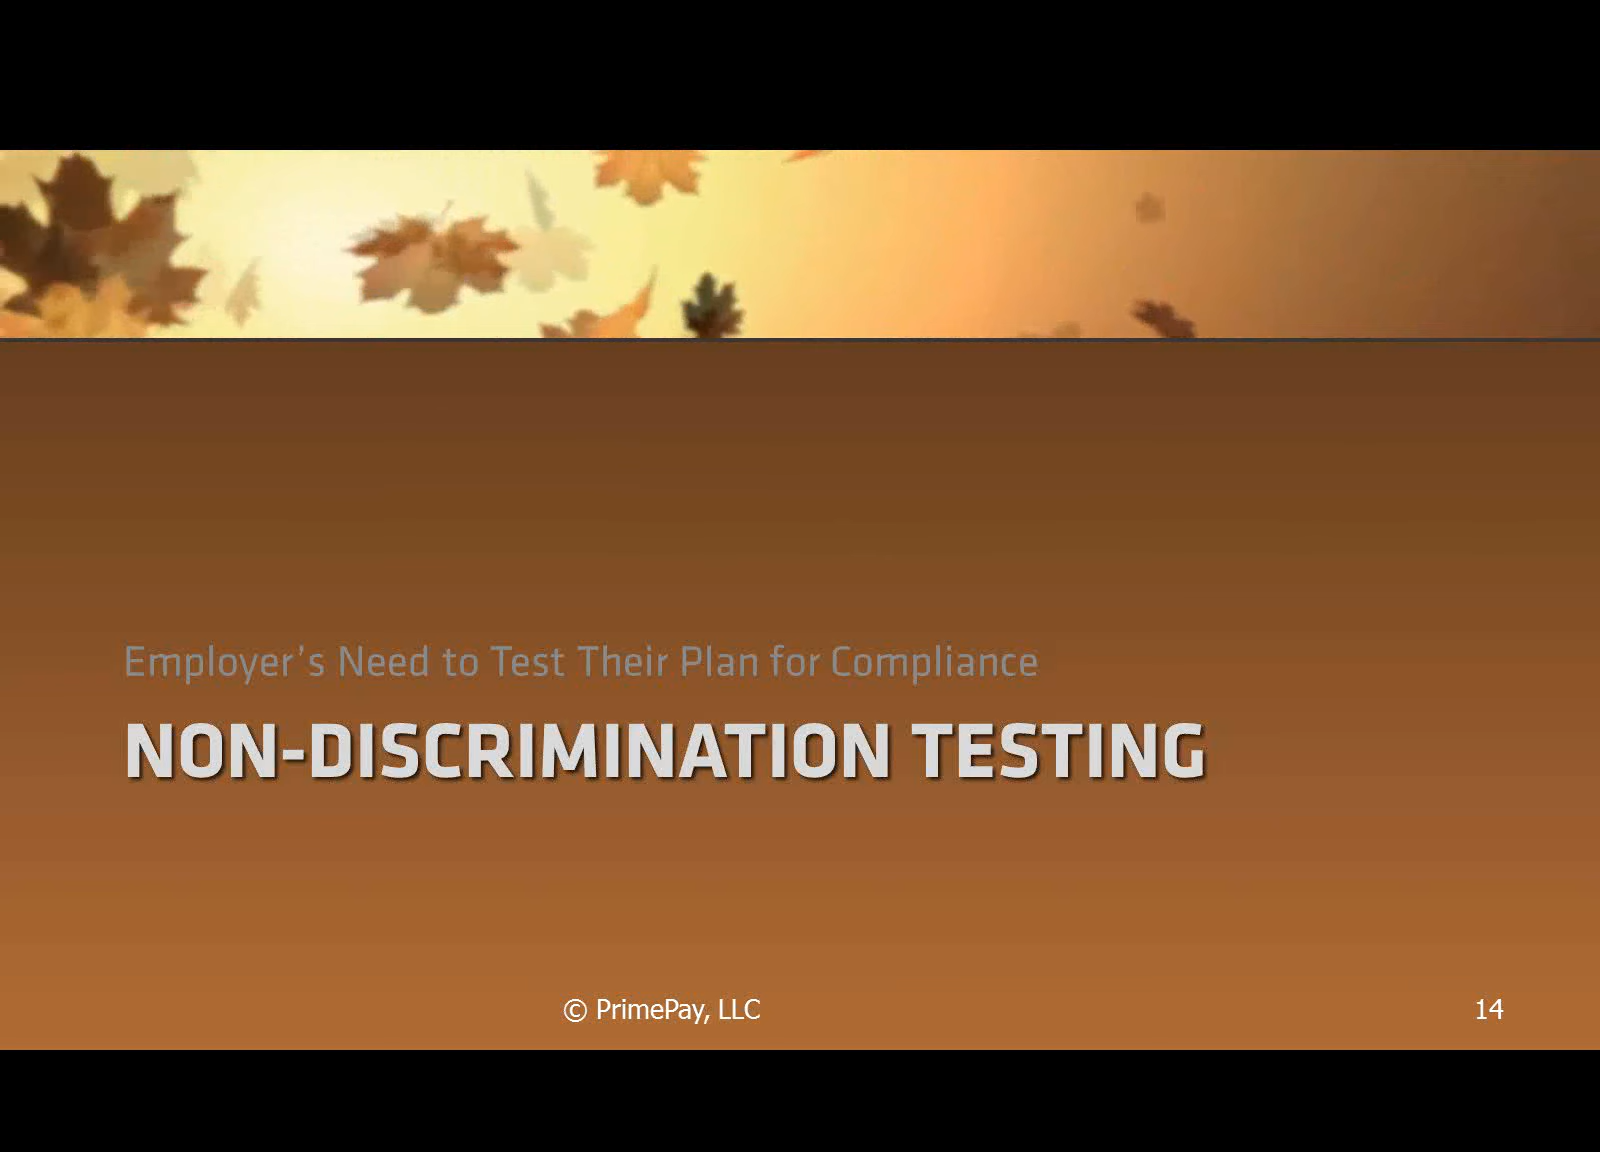 Employer’s Need to Test Their Plan for Compliance
NON-DISCRIMINATION TESTING
© PrimePay, LLC
14